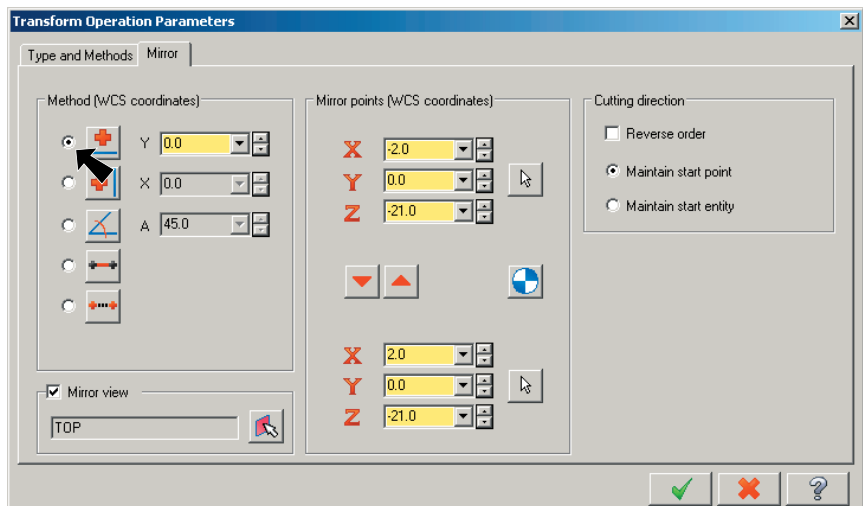 Transform Operation Parameters
Type and Methods Mirror
Method (WCS coordinates)
Y 0.0
X 0.0
A 45.0
Mirror view
TOP
Mirror points (WCS coordinates)
X -2.0
Y 0.0
Z -21.0
X 2.0
Y 0.0
Z -21.0
Cutting direction
Reverse order
Maintain start point
Maintain start entity